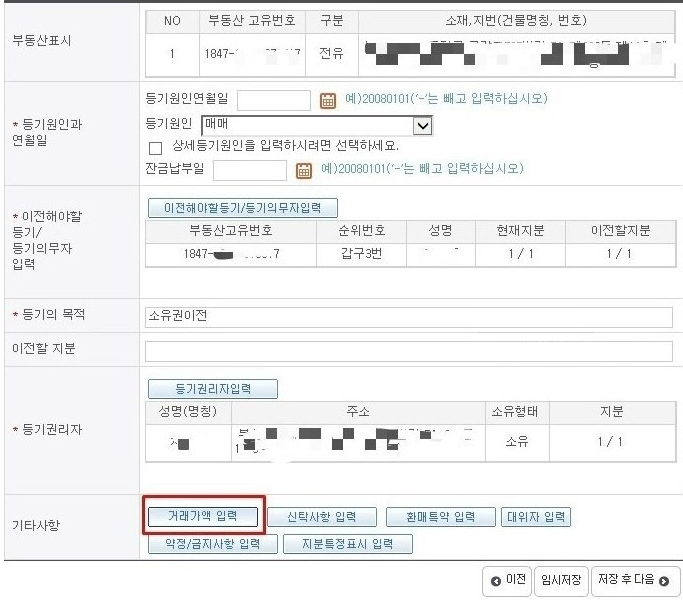 부동산표시
NO 부동산 고유번호 구분 소재,지번(건물명칭, 번호)
1 1847- 전유
* 등기원인과 연월일
등기원인연월일 예)20080101('-'는 빼고 입력하십시오)
등기원인 매매
상세등기원인을 입력하시려면 선택하세요.
잔금납부일 예)20080101('-'는 빼고 입력하십시오)
* 이전해야할 등기/ 등기의무자 입력
이전해야할등기/등기의무자입력
부동산고유번호 순위번호 성명 현재지분 이전할지분
1847- 갑구3번 1 / 1 1 / 1
* 등기의 목적 소유권이전
이전할 지분
* 등기권리자
등기권리자입력
성명(명칭) 주소 소유형태 지분
소유 1 / 1
기타사항
거래가액 입력 신탁사항 입력 환매특약 입력 대위자 입력
약정/금지사항 입력 지분특정표시 입력
이전 임시저장 저장 후 다음